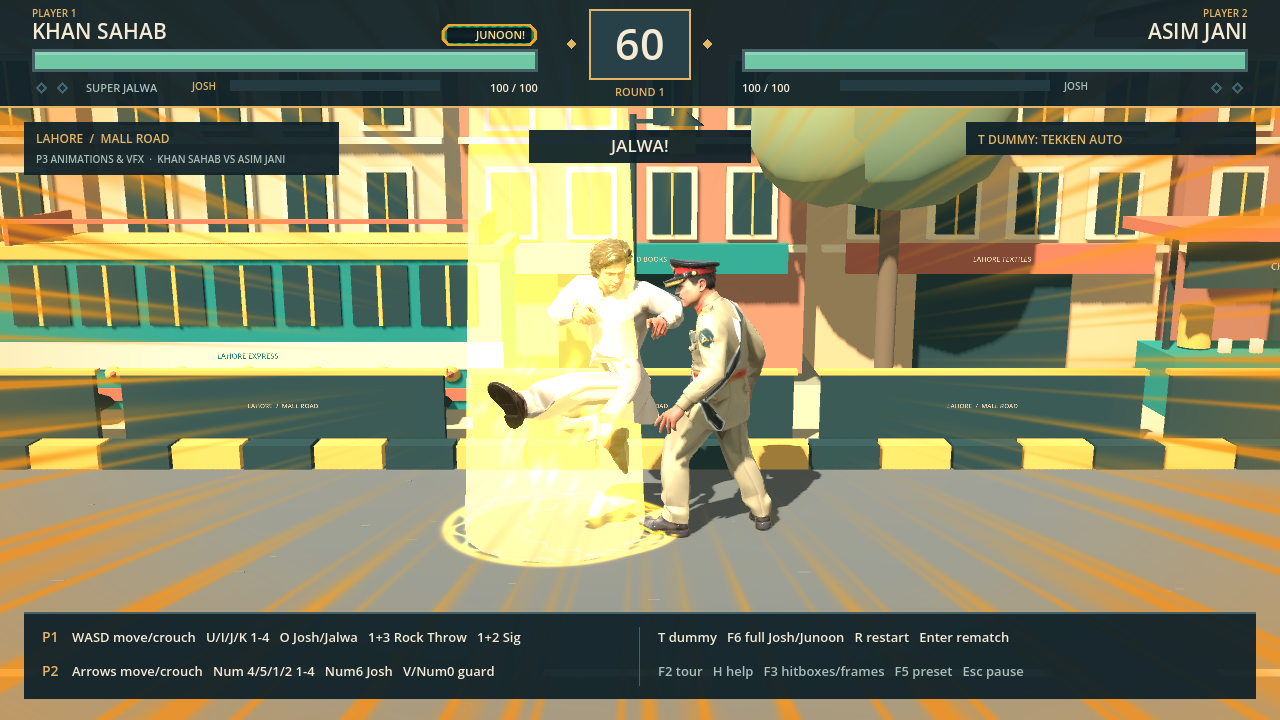 PLAYER 1
KHAN SAHAB
JUNOON!
SUPER JALWA
JOSH
100 / 100
60
ROUND 1
PLAYER 2
ASIM JANI
100 / 100
JOSH
LAHORE / MALL ROAD
P3 ANIMATIONS & VFX · KHAN SAHAB VS ASIM JANI
JALWA!
T DUMMY: TEKKEN AUTO
D BOOKS
LAHORE TEXTILES
LAHORE EXPRESS
LAHORE / MALL ROAD
ROAD
LAHORE / MALL ROAD
P1 WASD move/crouch U/I/J/K 1-4 O Josh/Jalwa 1+3 Rock Throw 1+2 Sig
P2 Arrows move/crouch Num 4/5/1/2 1-4 Num6 Josh V/Num0 guard
T dummy F6 full Josh/Junoon R restart Enter rematch
F2 tour H help F3 hitboxes/frames F5 preset Esc pause